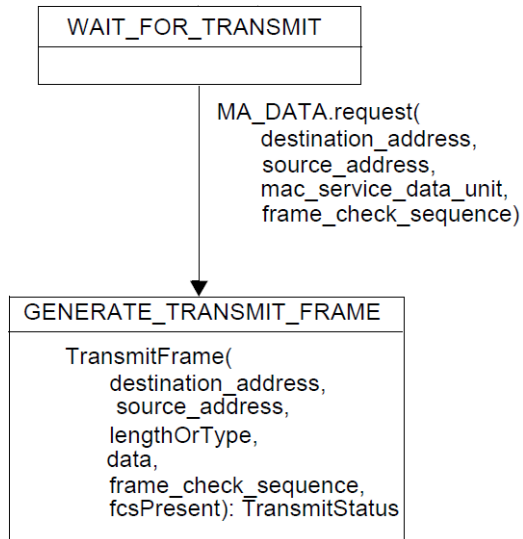 WAIT_FOR_TRANSMIT
MA_DATA.request(
destination_address,
source_address,
mac_service_data_unit,
frame_check_sequence)
GENERATE_TRANSMIT_FRAME
TransmitFrame(
destination_address,
source_address,
lengthOrType,
data,
frame_check_sequence,
fcsPresent): TransmitStatus